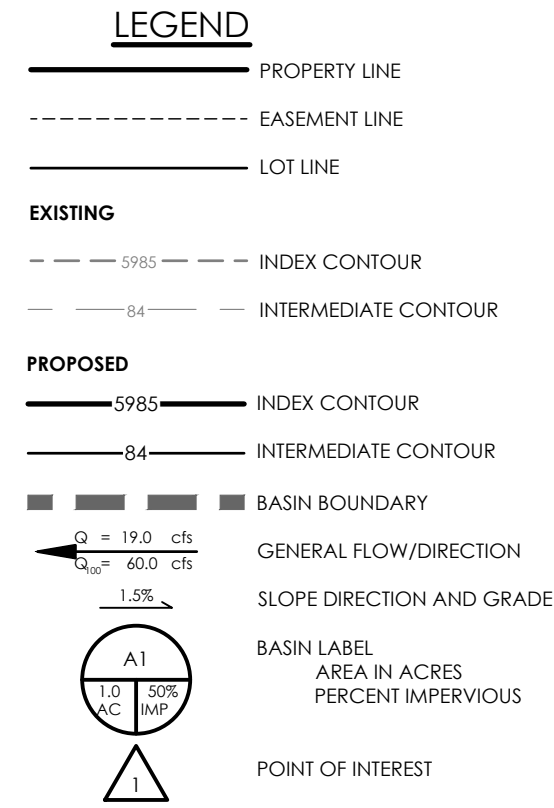 LEGEND
PROPERTY LINE
EASEMENT LINE
LOT LINE
EXISTING
5985 INDEX CONTOUR
84 INTERMEDIATE CONTOUR
PROPOSED
5985 INDEX CONTOUR
84 INTERMEDIATE CONTOUR
BASIN BOUNDARY
Q = 19.0 cfs
Q100= 60.0 cfs
GENERAL FLOW/DIRECTION
1.5% SLOPE DIRECTION AND GRADE
A1
1.0 AC
50% IMP
BASIN LABEL
AREA IN ACRES
PERCENT IMPERVIOUS
1 POINT OF INTEREST